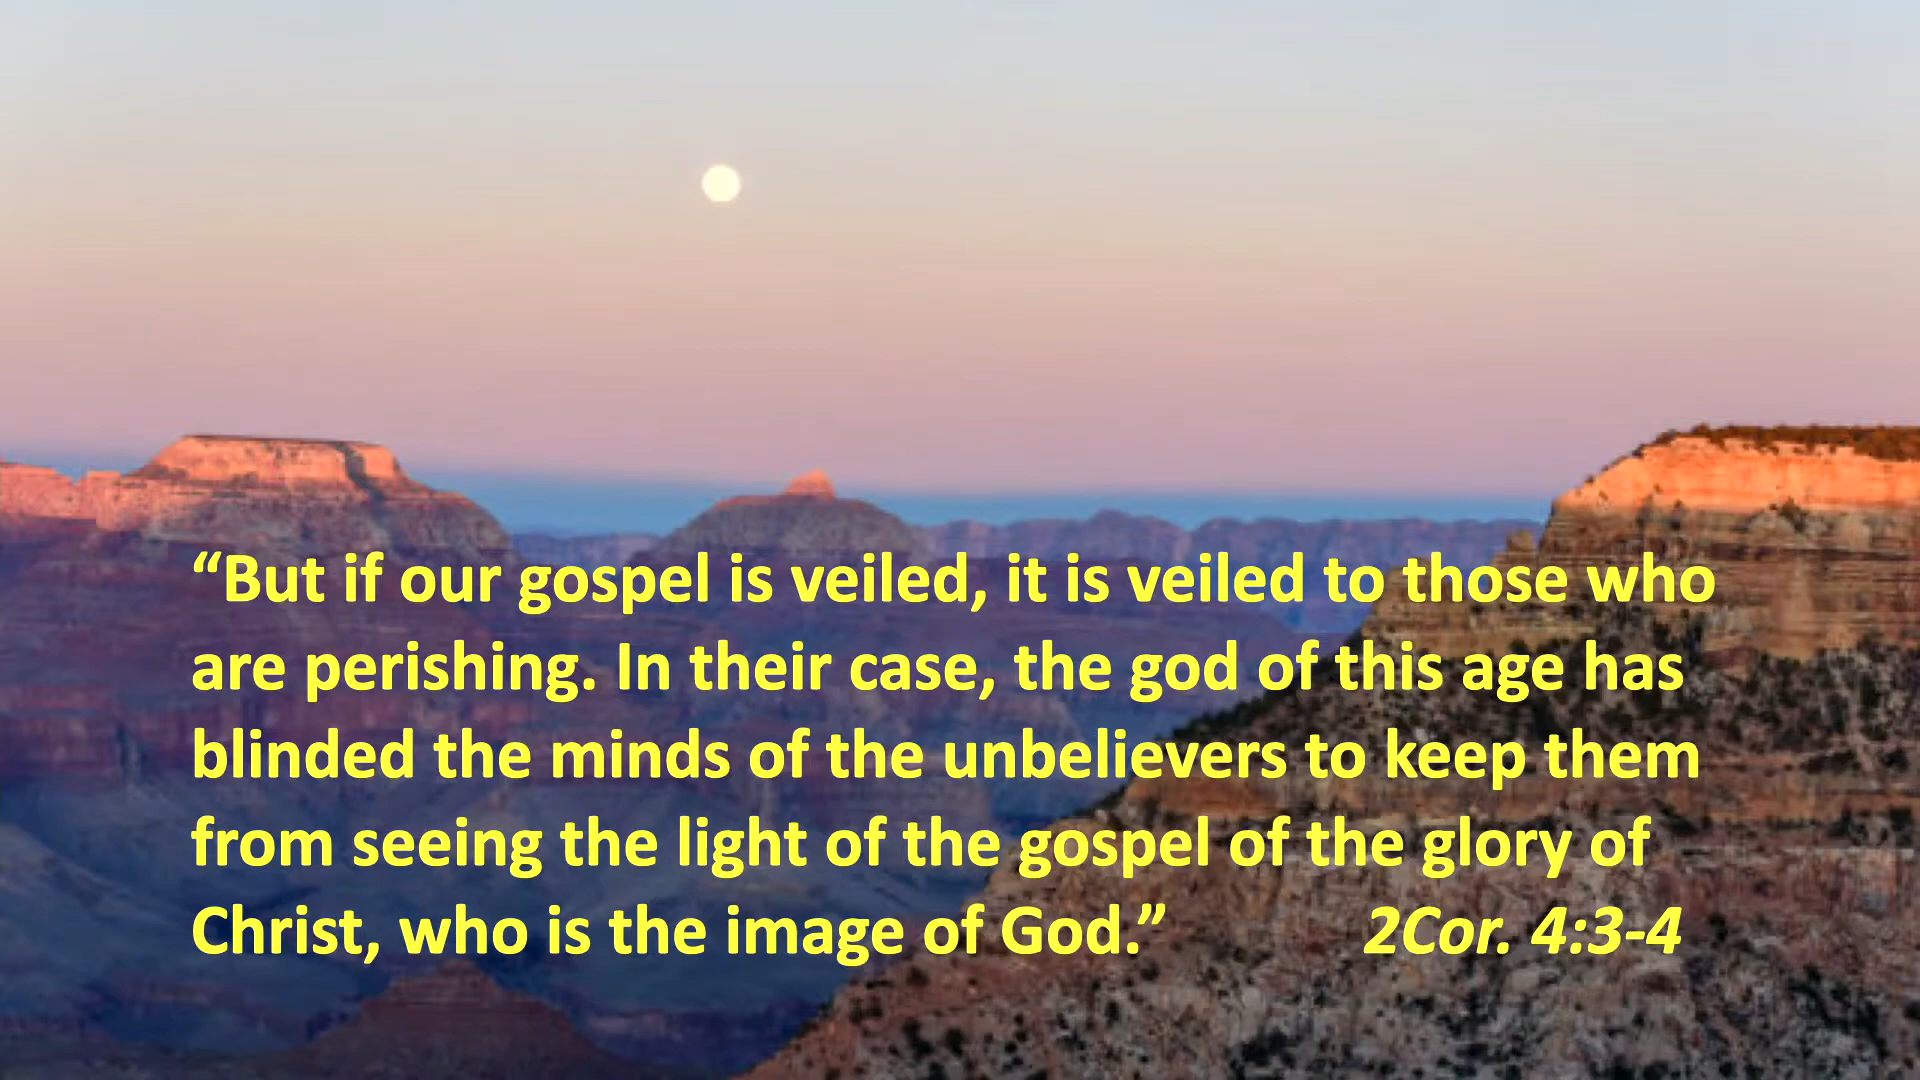 “But if our gospel is veiled, it is veiled to those who
are perishing. In their case, the god of this age has
blinded the minds of the unbelievers to keep them
from seeing the light of the gospel of the glory of
Christ, who is the image of God.” 2Cor. 4:3-4